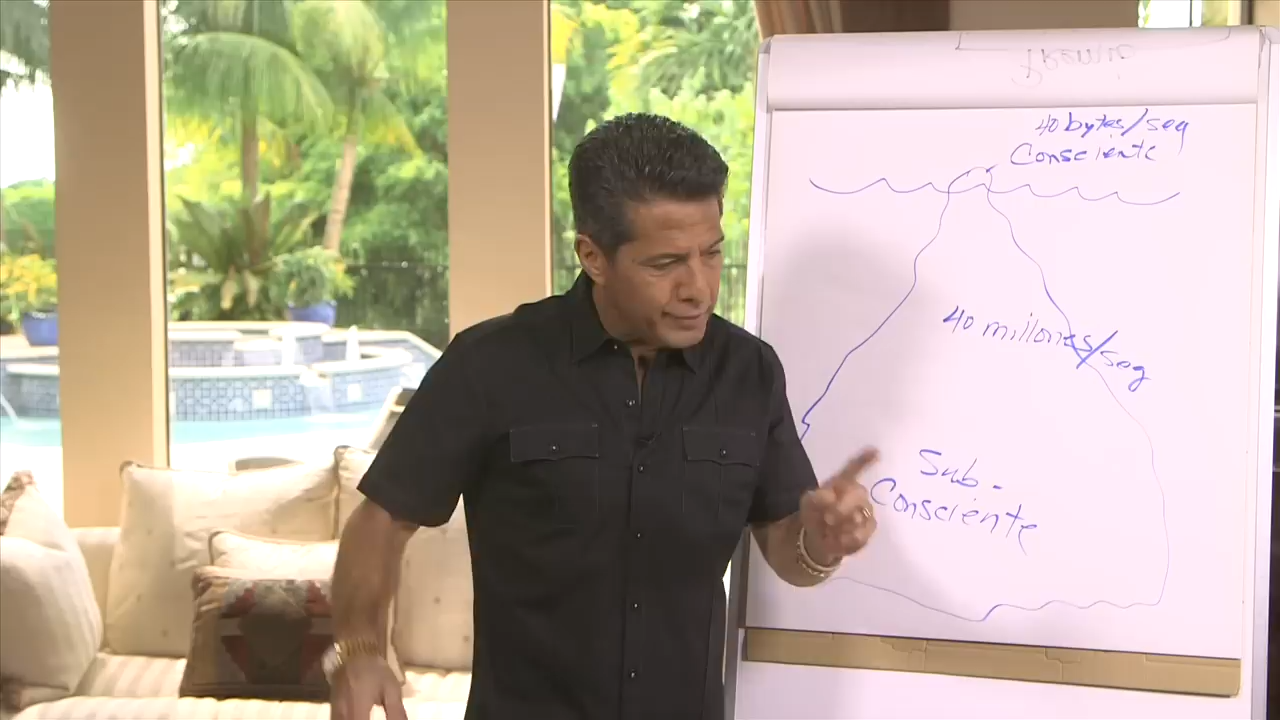 40 bytes/seg
Consciente
40 millones/seg
Sub-
Consciente